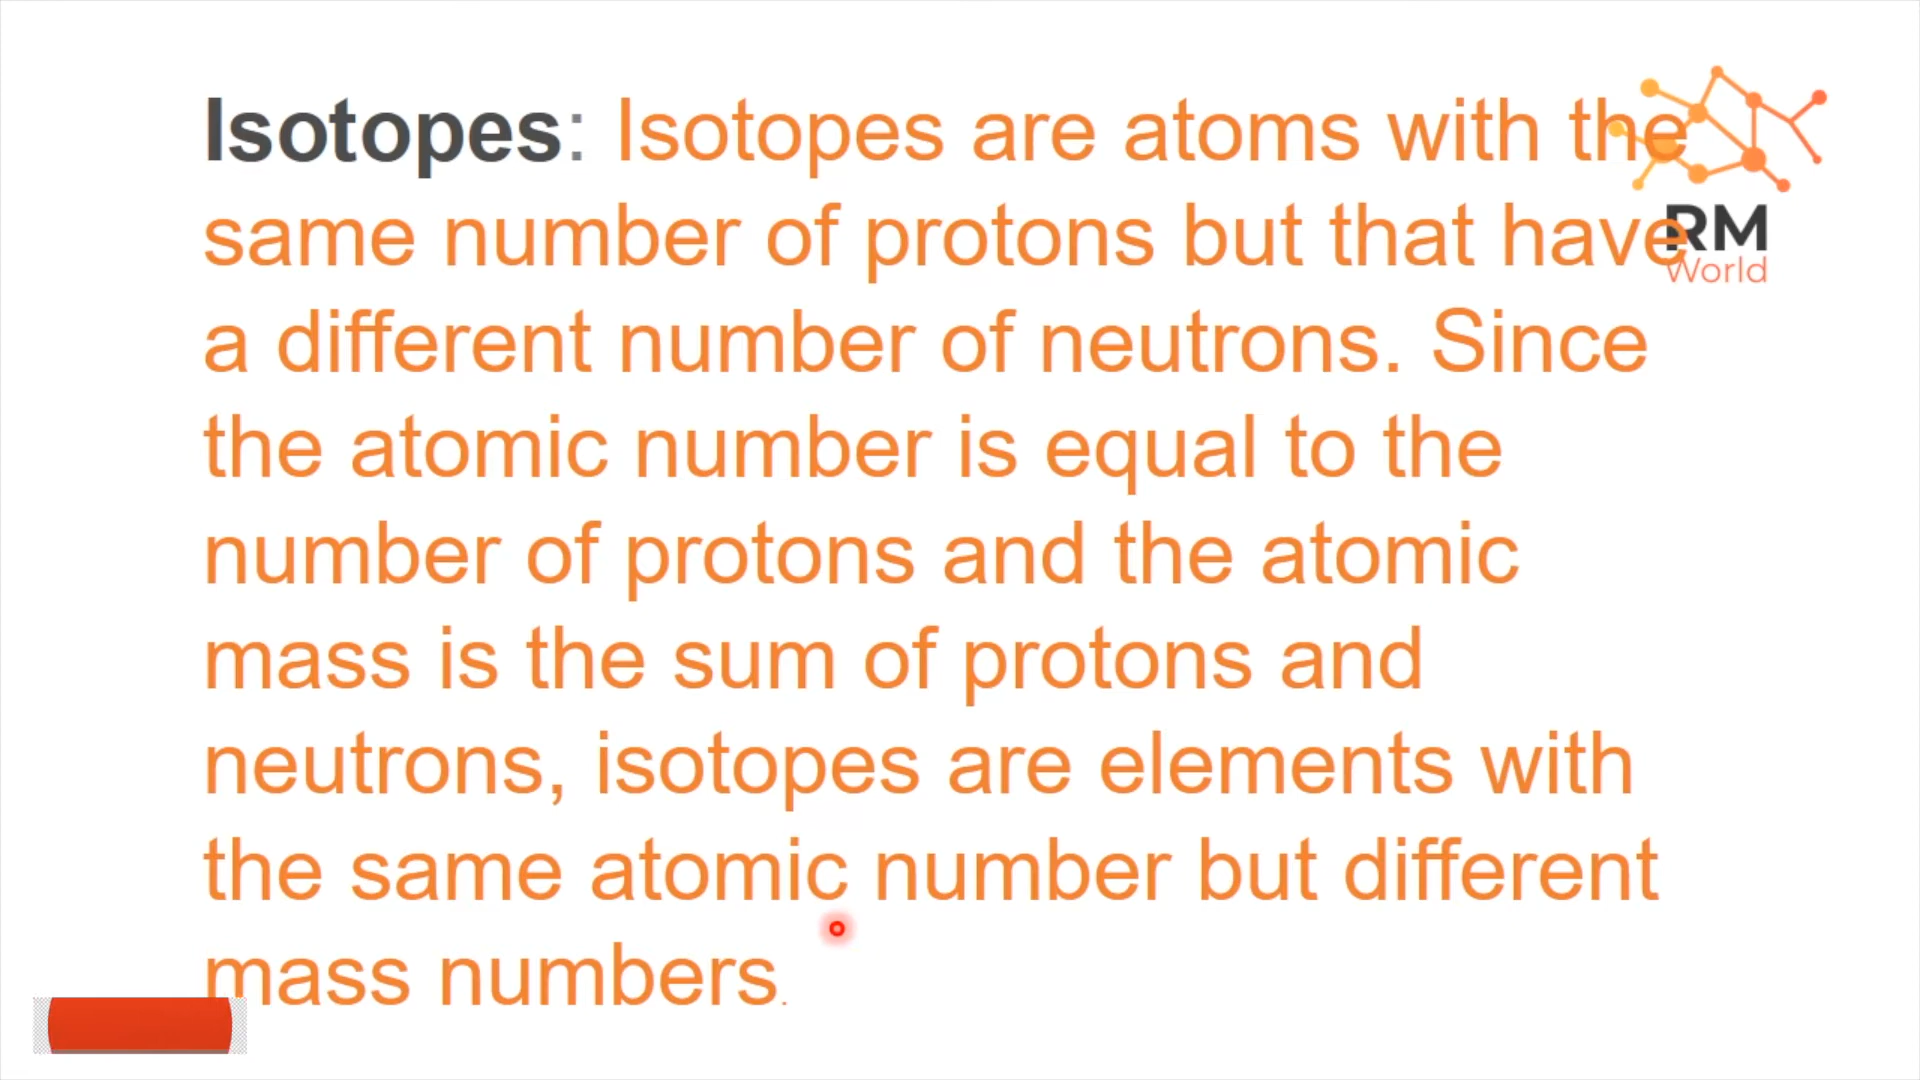 Isotopes: Isotopes are atoms with the
same number of protons but that have
a different number of neutrons. Since
the atomic number is equal to the
number of protons and the atomic
mass is the sum of protons and
neutrons, isotopes are elements with
the same atomic number but different
mass numbers.
RM
World